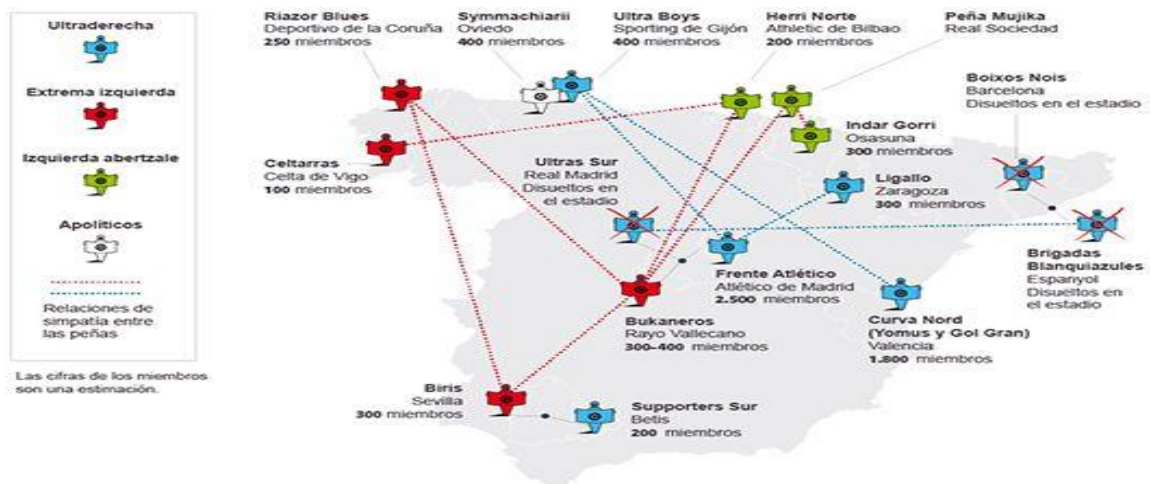 Ultraderecha
Extrema izquierda
Izquierda abertzale
Apolíticos
Relaciones de
simpatía entre
las peñas
Las cifras de los miembros
son una estimación.
Riazor Blues
Deportivo de la Coruña
250 miembros
Symmachiarii
Oviedo
400 miembros
Ultra Boys
Sporting de Gijón
400 miembros
Herri Norte
Athletic de Bilbao
200 miembros
Peña Mujika
Real Sociedad
Boixos Nois
Barcelona
Disueltos en el estadio
Indar Gorri
Osasuna
300 miembros
Celtarras
Celta de Vigo
100 miembros
Ultras Sur
Real Madrid
Disueltos en
el estadio
Ligallo
Zaragoza
300 miembros
Frente Atlético
Atlético de Madrid
2.500 miembros
Brigadas
Blanquiazules
Espanyol
Disueltos en
el estadio
Bukaneros
Rayo Vallecano
300-400 miembros
Curva Nord
(Yomus y Gol Gran)
Valencia
1.800 miembros
Biris
Sevilla
300 miembros
Supporters Sur
Betis
200 miembros